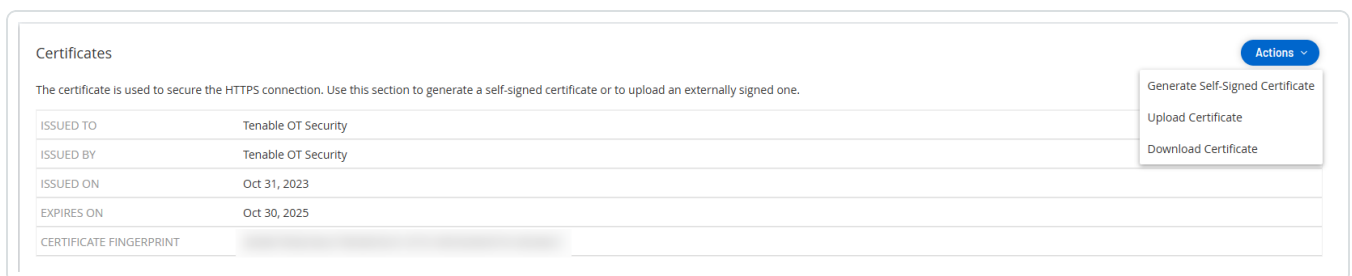 Certificates
Actions
The certificate is used to secure the HTTPS connection. Use this section to generate a self-signed certificate or to upload an externally signed one.
Generate Self-Signed Certificate
Upload Certificate
Download Certificate
ISSUED TO Tenable OT Security
ISSUED BY Tenable OT Security
ISSUED ON Oct 31, 2023
EXPIRES ON Oct 30, 2025
CERTIFICATE FINGERPRINT